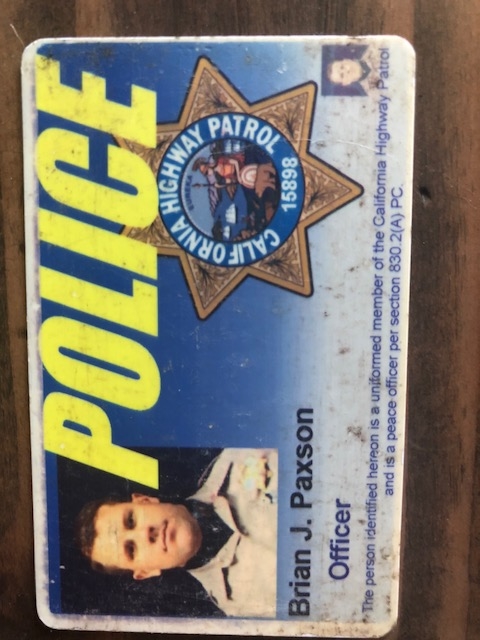 POLICE
CALIFORNIA HIGHWAY PATROL
15898
Brian J. Paxson
Officer
The person identified hereon is a uniformed member of the California Highway Patrol
and is a peace officer per section 830.2(A) PC.